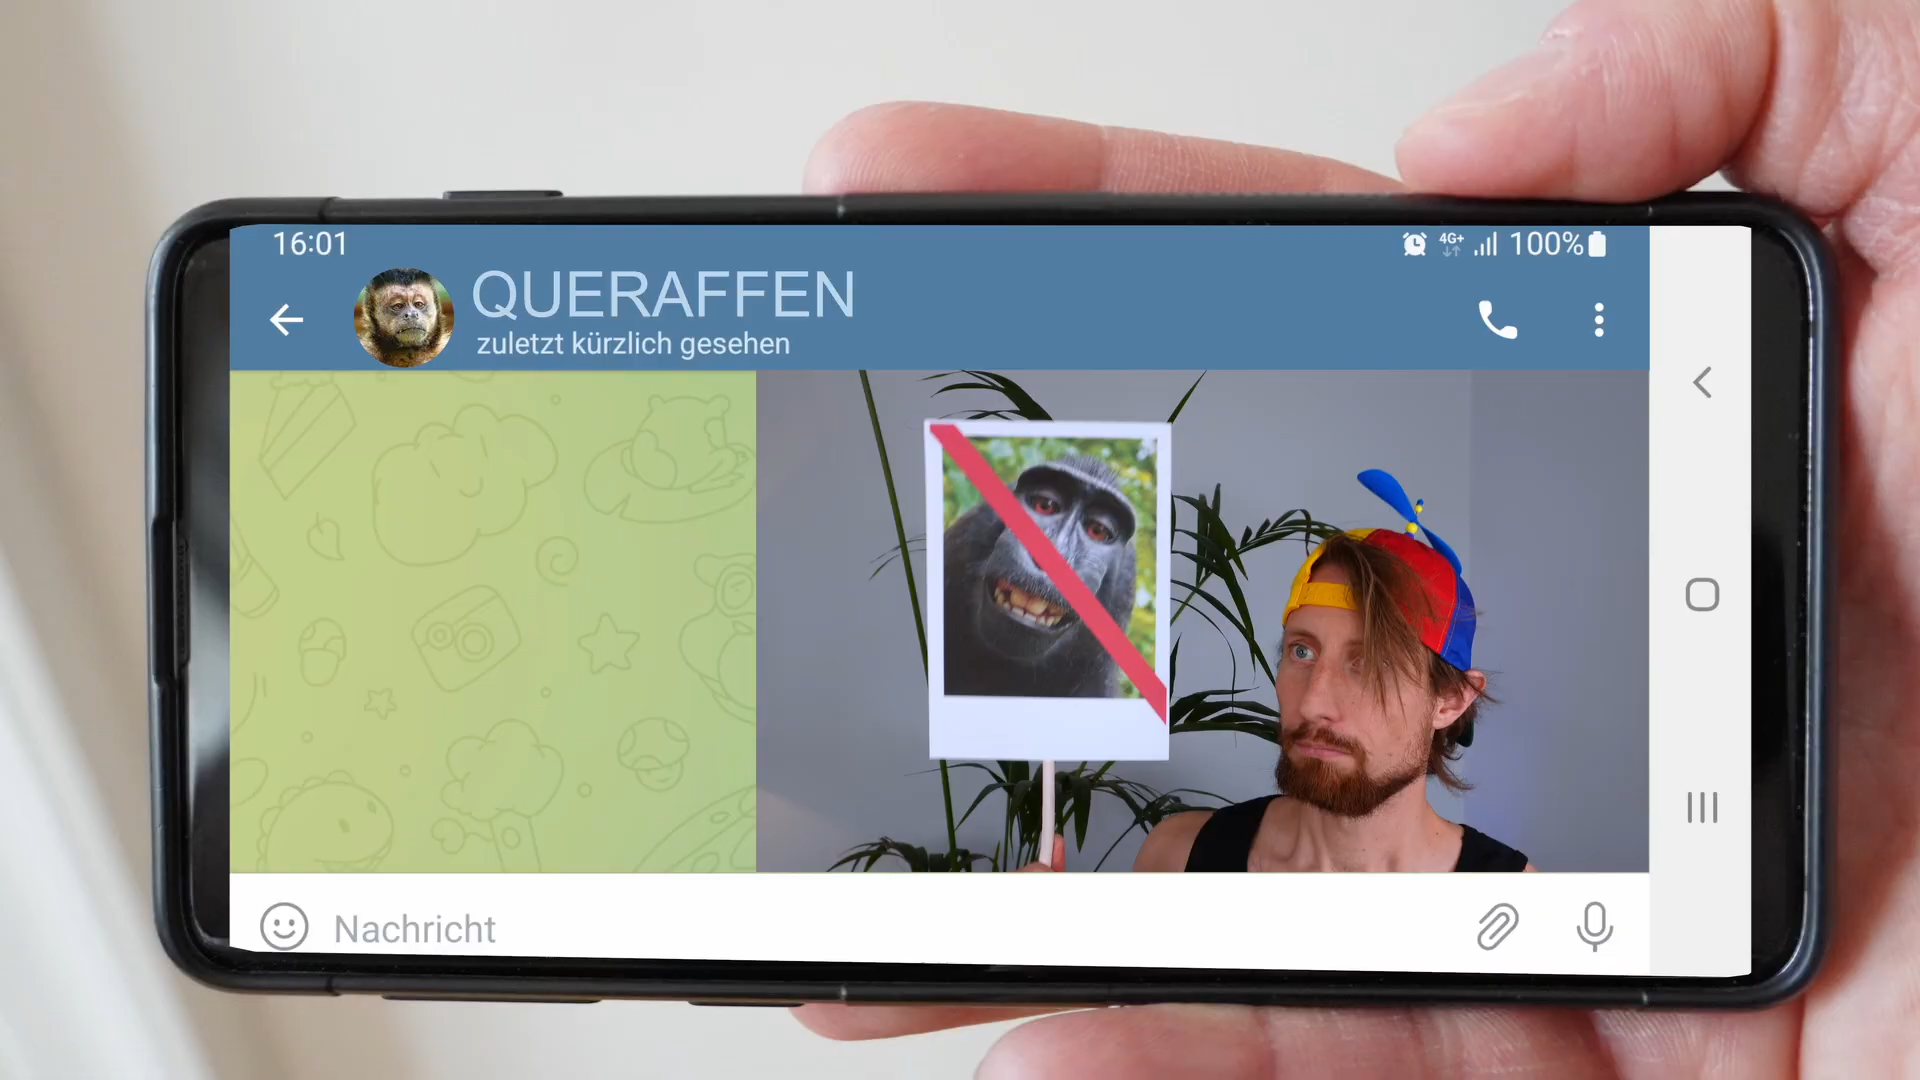 16:01
4G+ 100%
QUERAFFEN
zuletzt kürzlich gesehen
Nachricht